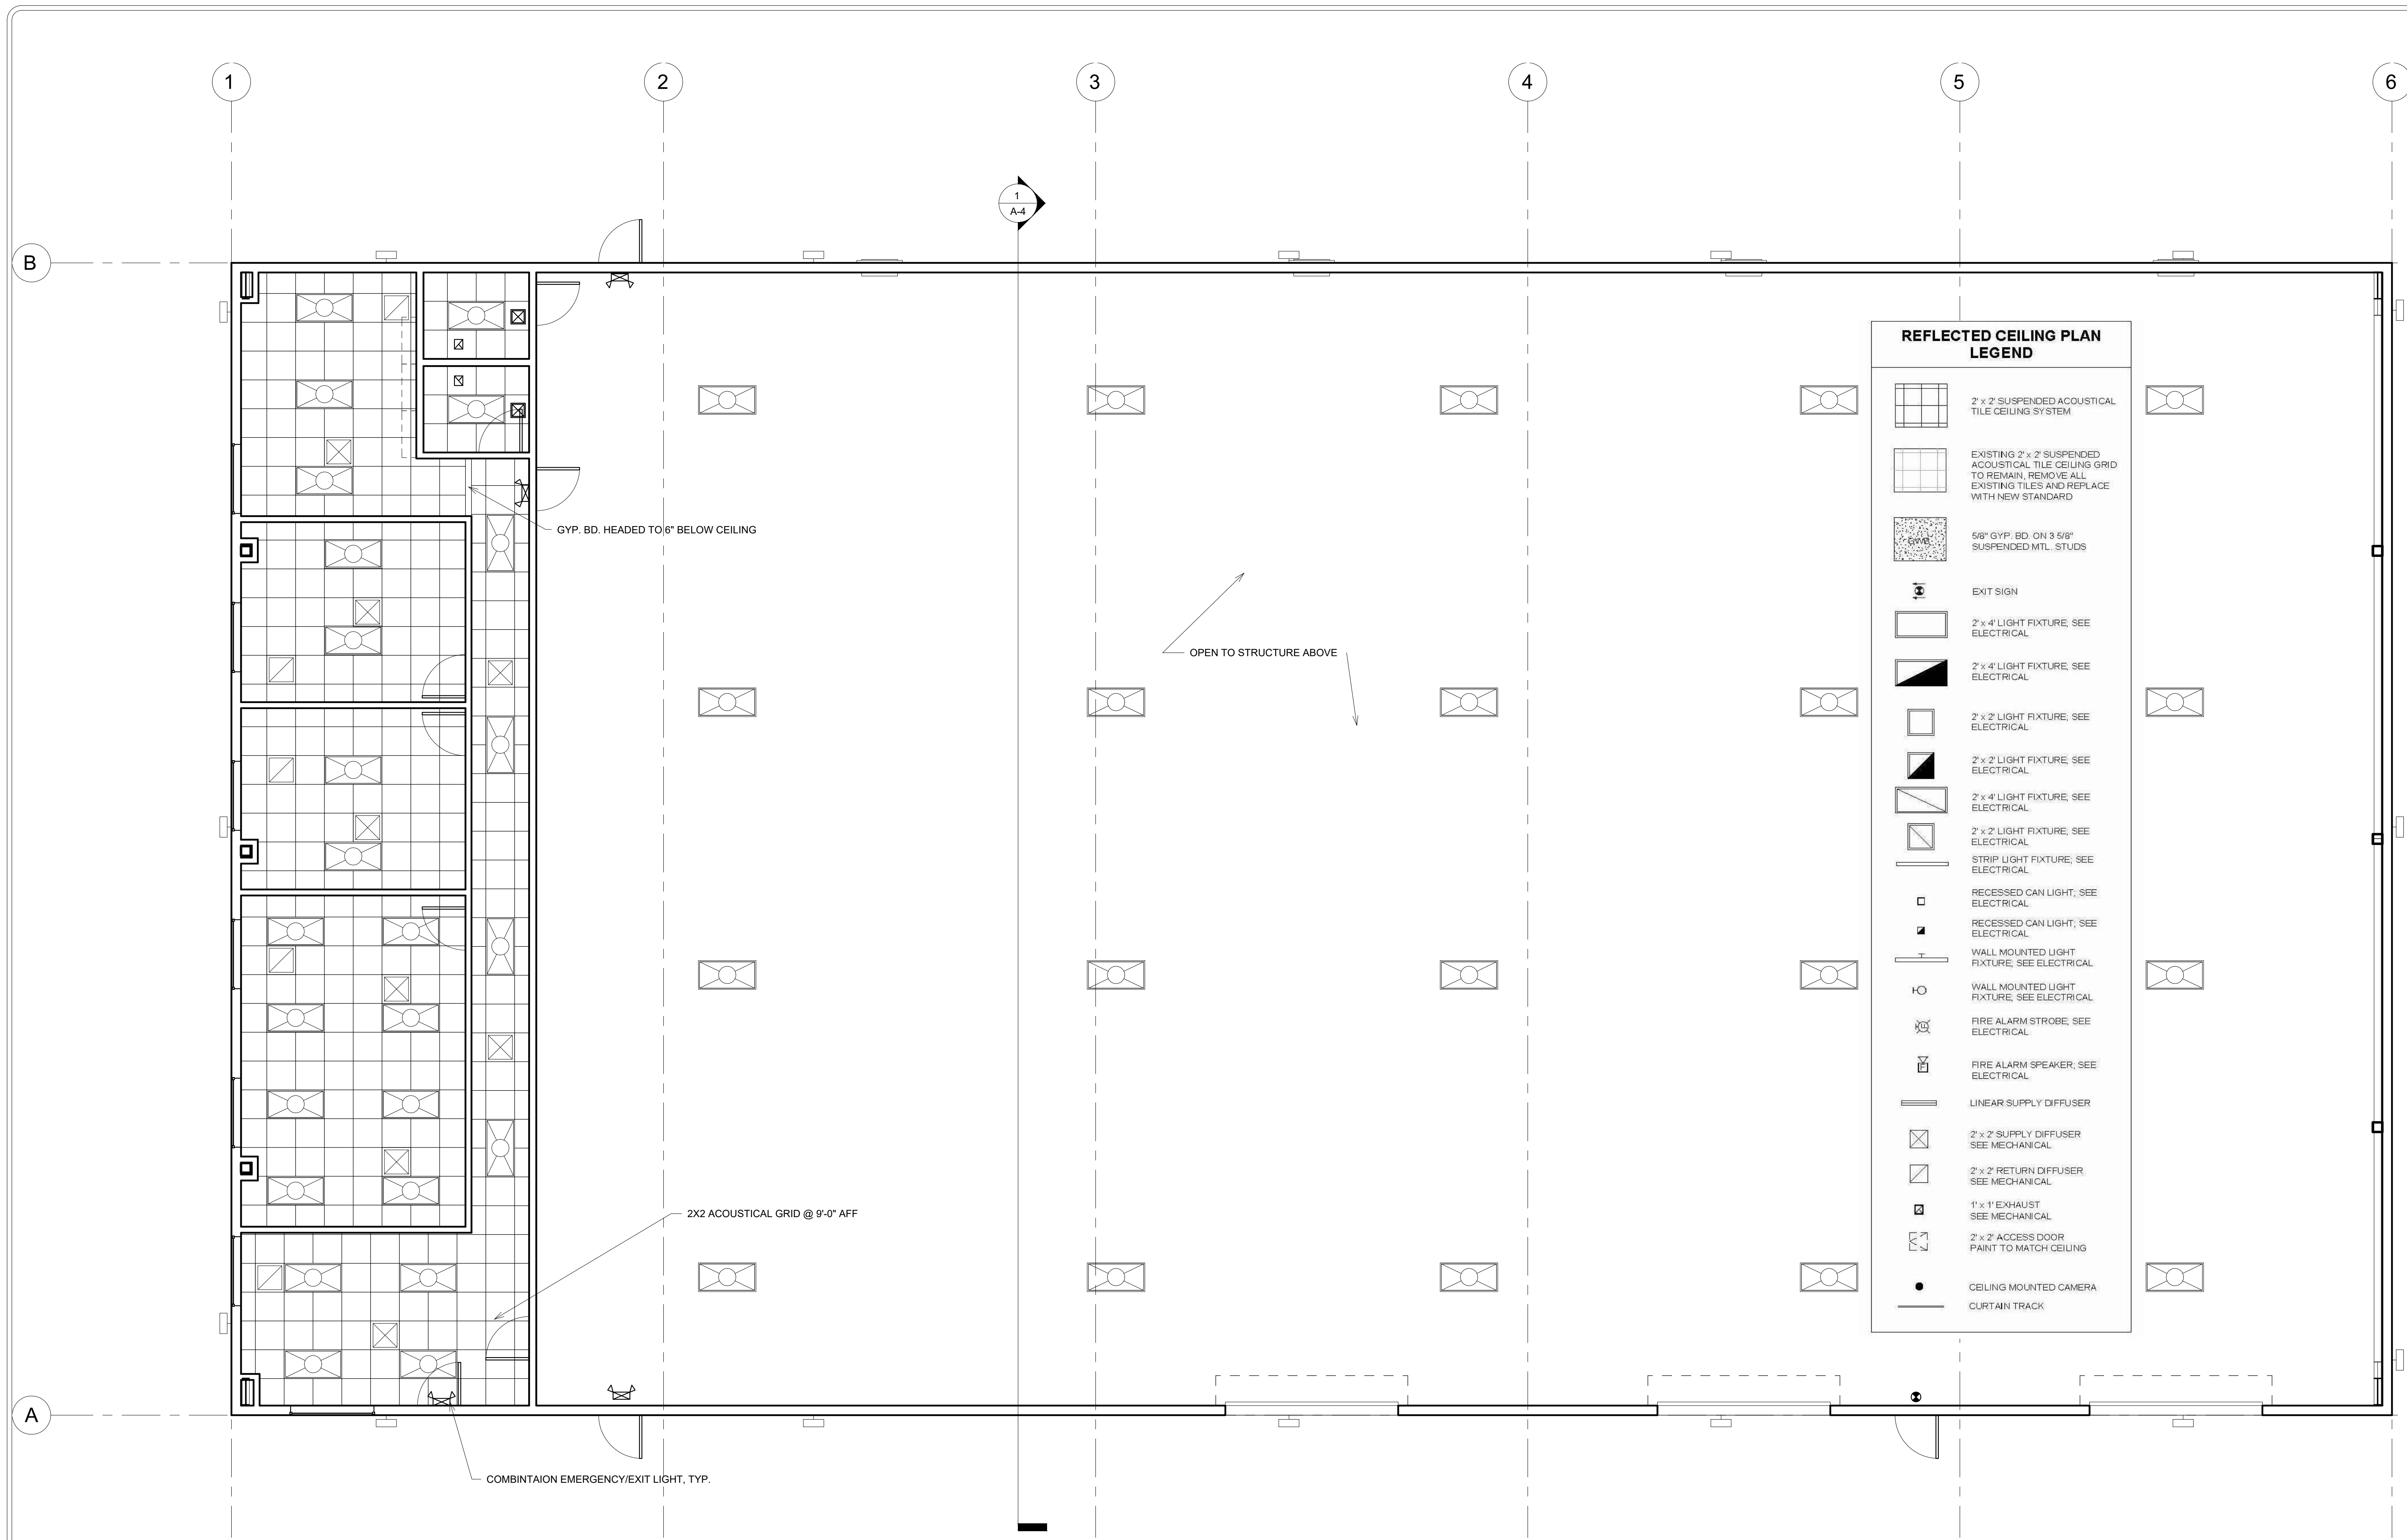 1
2
3
4
5
6
1
A-4
B
REFLECTED CEILING PLAN
LEGEND
2' x 2' SUSPENDED ACOUSTICAL
TILE CEILING SYSTEM
EXISTING 2' x 2' SUSPENDED
ACOUSTICAL TILE CEILING GRID
TO REMAIN, REMOVE ALL
EXISTING TILES AND REPLACE
WITH NEW STANDARD
GYP. BD. HEADED TO 6" BELOW CEILING
GWB
5/8" GYP. BD. ON 3 5/8"
SUSPENDED MTL. STUDS
EXIT SIGN
2' x 4' LIGHT FIXTURE; SEE
ELECTRICAL
OPEN TO STRUCTURE ABOVE
2' x 4' LIGHT FIXTURE; SEE
ELECTRICAL
2' x 2' LIGHT FIXTURE; SEE
ELECTRICAL
2' x 2' LIGHT FIXTURE; SEE
ELECTRICAL
2' x 4' LIGHT FIXTURE; SEE
ELECTRICAL
2' x 2' LIGHT FIXTURE; SEE
ELECTRICAL
STRIP LIGHT FIXTURE; SEE
ELECTRICAL
RECESSED CAN LIGHT; SEE
ELECTRICAL
RECESSED CAN LIGHT; SEE
ELECTRICAL
WALL MOUNTED LIGHT
FIXTURE; SEE ELECTRICAL
WALL MOUNTED LIGHT
FIXTURE; SEE ELECTRICAL
FIRE ALARM STROBE; SEE
ELECTRICAL
F
FIRE ALARM SPEAKER; SEE
ELECTRICAL
LINEAR SUPPLY DIFFUSER
2' x 2' SUPPLY DIFFUSER
SEE MECHANICAL
2' x 2' RETURN DIFFUSER
SEE MECHANICAL
1' x 1' EXHAUST
SEE MECHANICAL
2X2 ACOUSTICAL GRID @ 9'-0" AFF
2' x 2' ACCESS DOOR
PAINT TO MATCH CEILING
CEILING MOUNTED CAMERA
CURTAIN TRACK
A
COMBINTAION EMERGENCY/EXIT LIGHT, TYP.